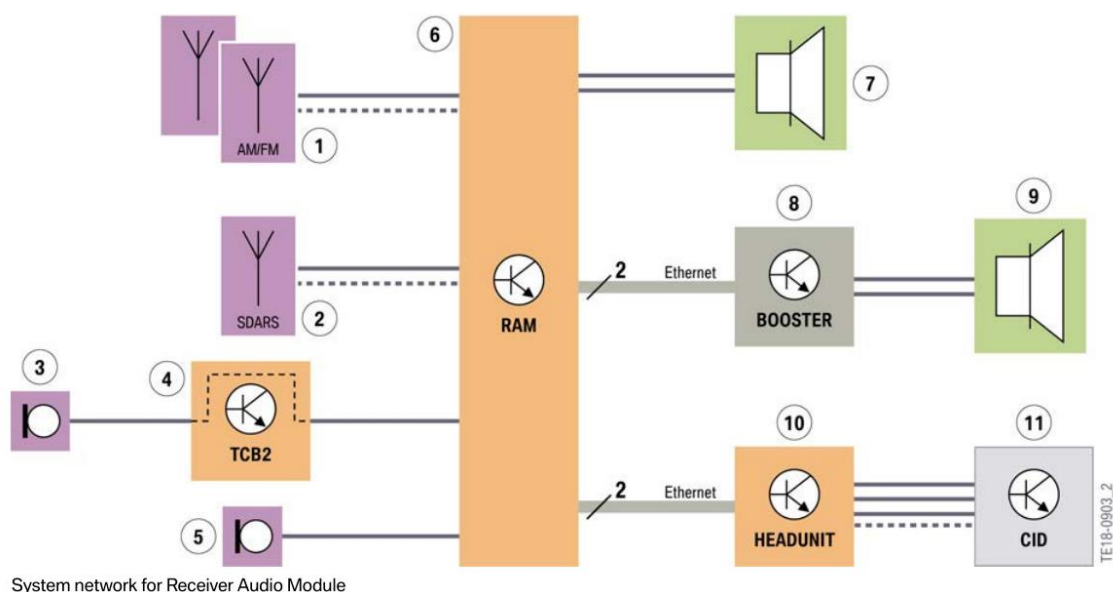 6
7
AM/FM
1
8
9
2
Ethernet
RAM
BOOSTER
SDARS
2
3
4
10
11
TCB2
2
Ethernet
5
HEADUNIT
CID
TE18-0903_2
System network for Receiver Audio Module